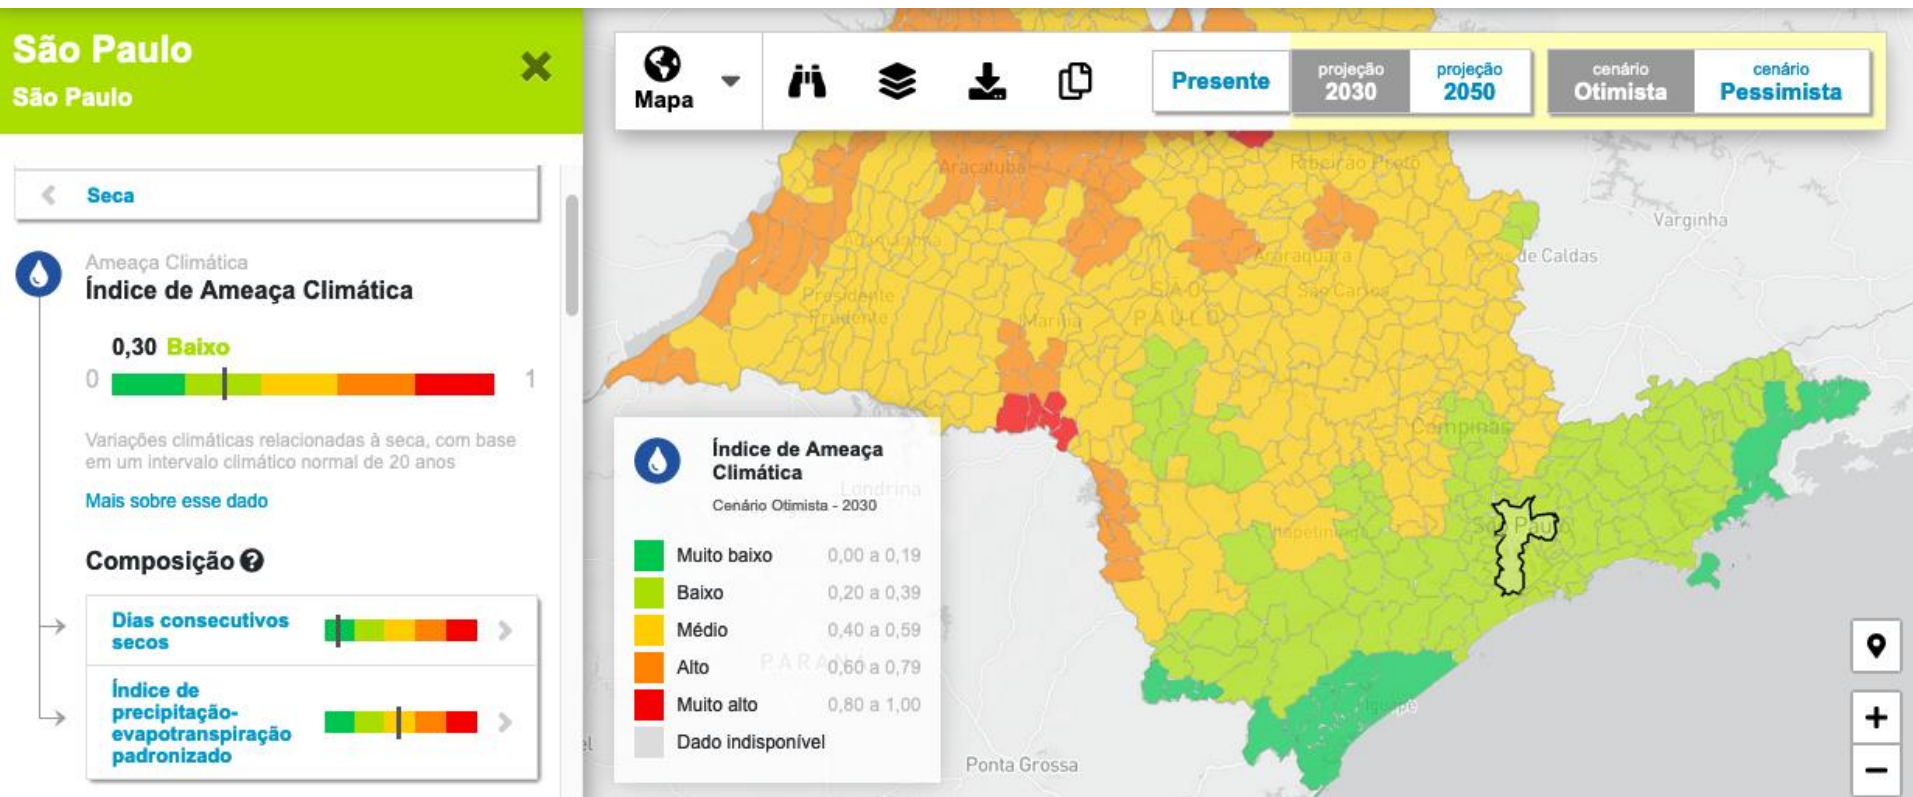 São Paulo
São Paulo
Seca
Ameaça Climática
Índice de Ameaça Climática
0,30 Baixo
0
1
Variações climáticas relacionadas à seca, com base
em um intervalo climático normal de 20 anos
Mais sobre esse dado
Composição ?
Dias consecutivos
secos
Índice de
precipitação-
evapotranspiração
padronizado
Mapa
Presente
projeção
2030
projeção
2050
cenário
Otimista
cenário
Pessimista
Araçatuba
Ribeirão Preto
Varginha
de Caldas
Araraquara
Presidente
Prudente
SÃO
PAULO
São Carlos
Marília
Campinas
Londrina
São Paulo
Itapetininga
PARANÁ
Iguape
Ponta Grossa
Índice de Ameaça
Climática
Cenário Otimista - 2030
Muito baixo 0,00 a 0,19
Baixo 0,20 a 0,39
Médio 0,40 a 0,59
Alto 0,60 a 0,79
Muito alto 0,80 a 1,00
Dado indisponível
+
−